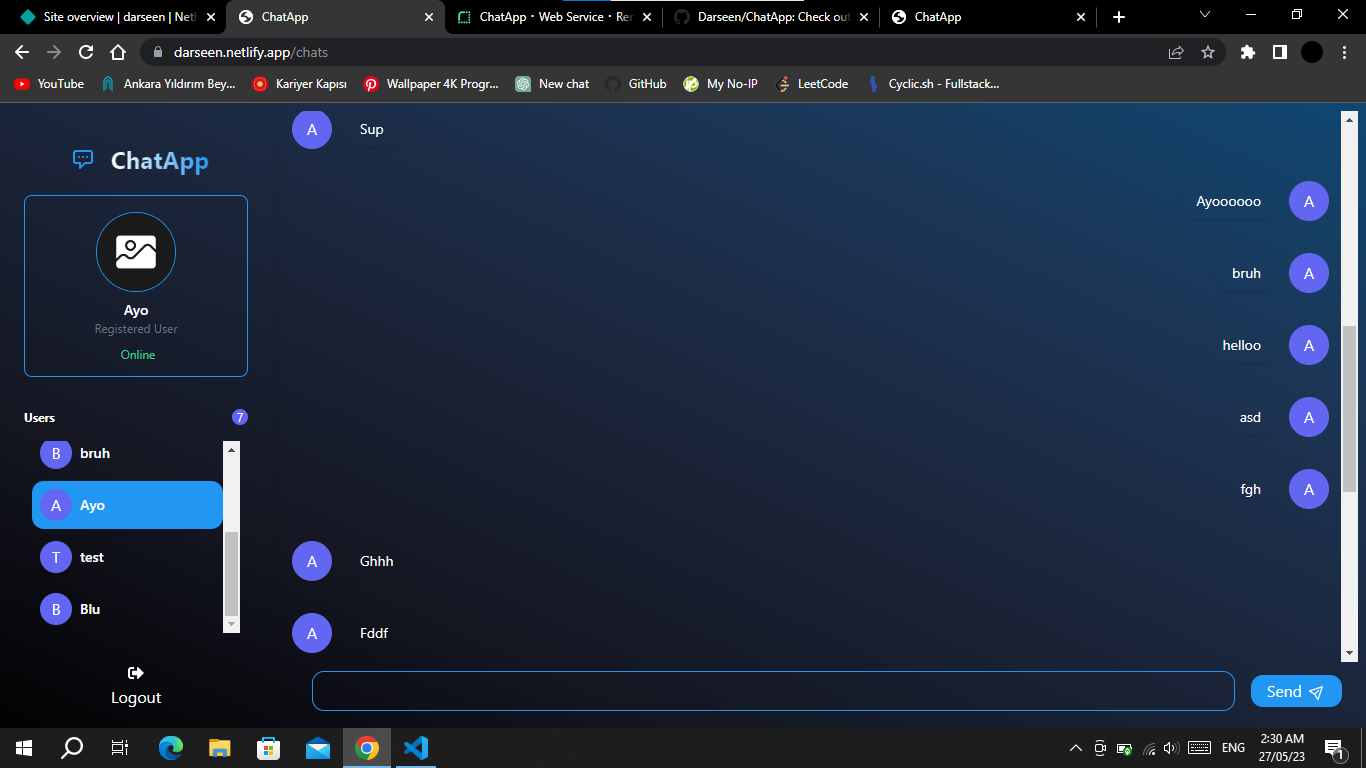 Site overview | darseen | Netl
ChatApp
ChatApp · Web Service · Ren
Darseen/ChatApp: Check out
ChatApp
darseen.netlify.app/chats
YouTube
Ankara Yıldırım Bey...
Kariyer Kapısı
Wallpaper 4K Progr...
New chat
GitHub
My No-IP
LeetCode
Cyclic.sh - Fullstack...
ChatApp
Ayo
Registered User
Online
Users
7
B bruh
A Ayo
T test
B Blu
Logout
A Sup
Ayoooooo A
bruh A
helloo A
asd A
fgh A
A Ghhh
A Fddf
Send
ENG
2:30 AM
27/05/23
1